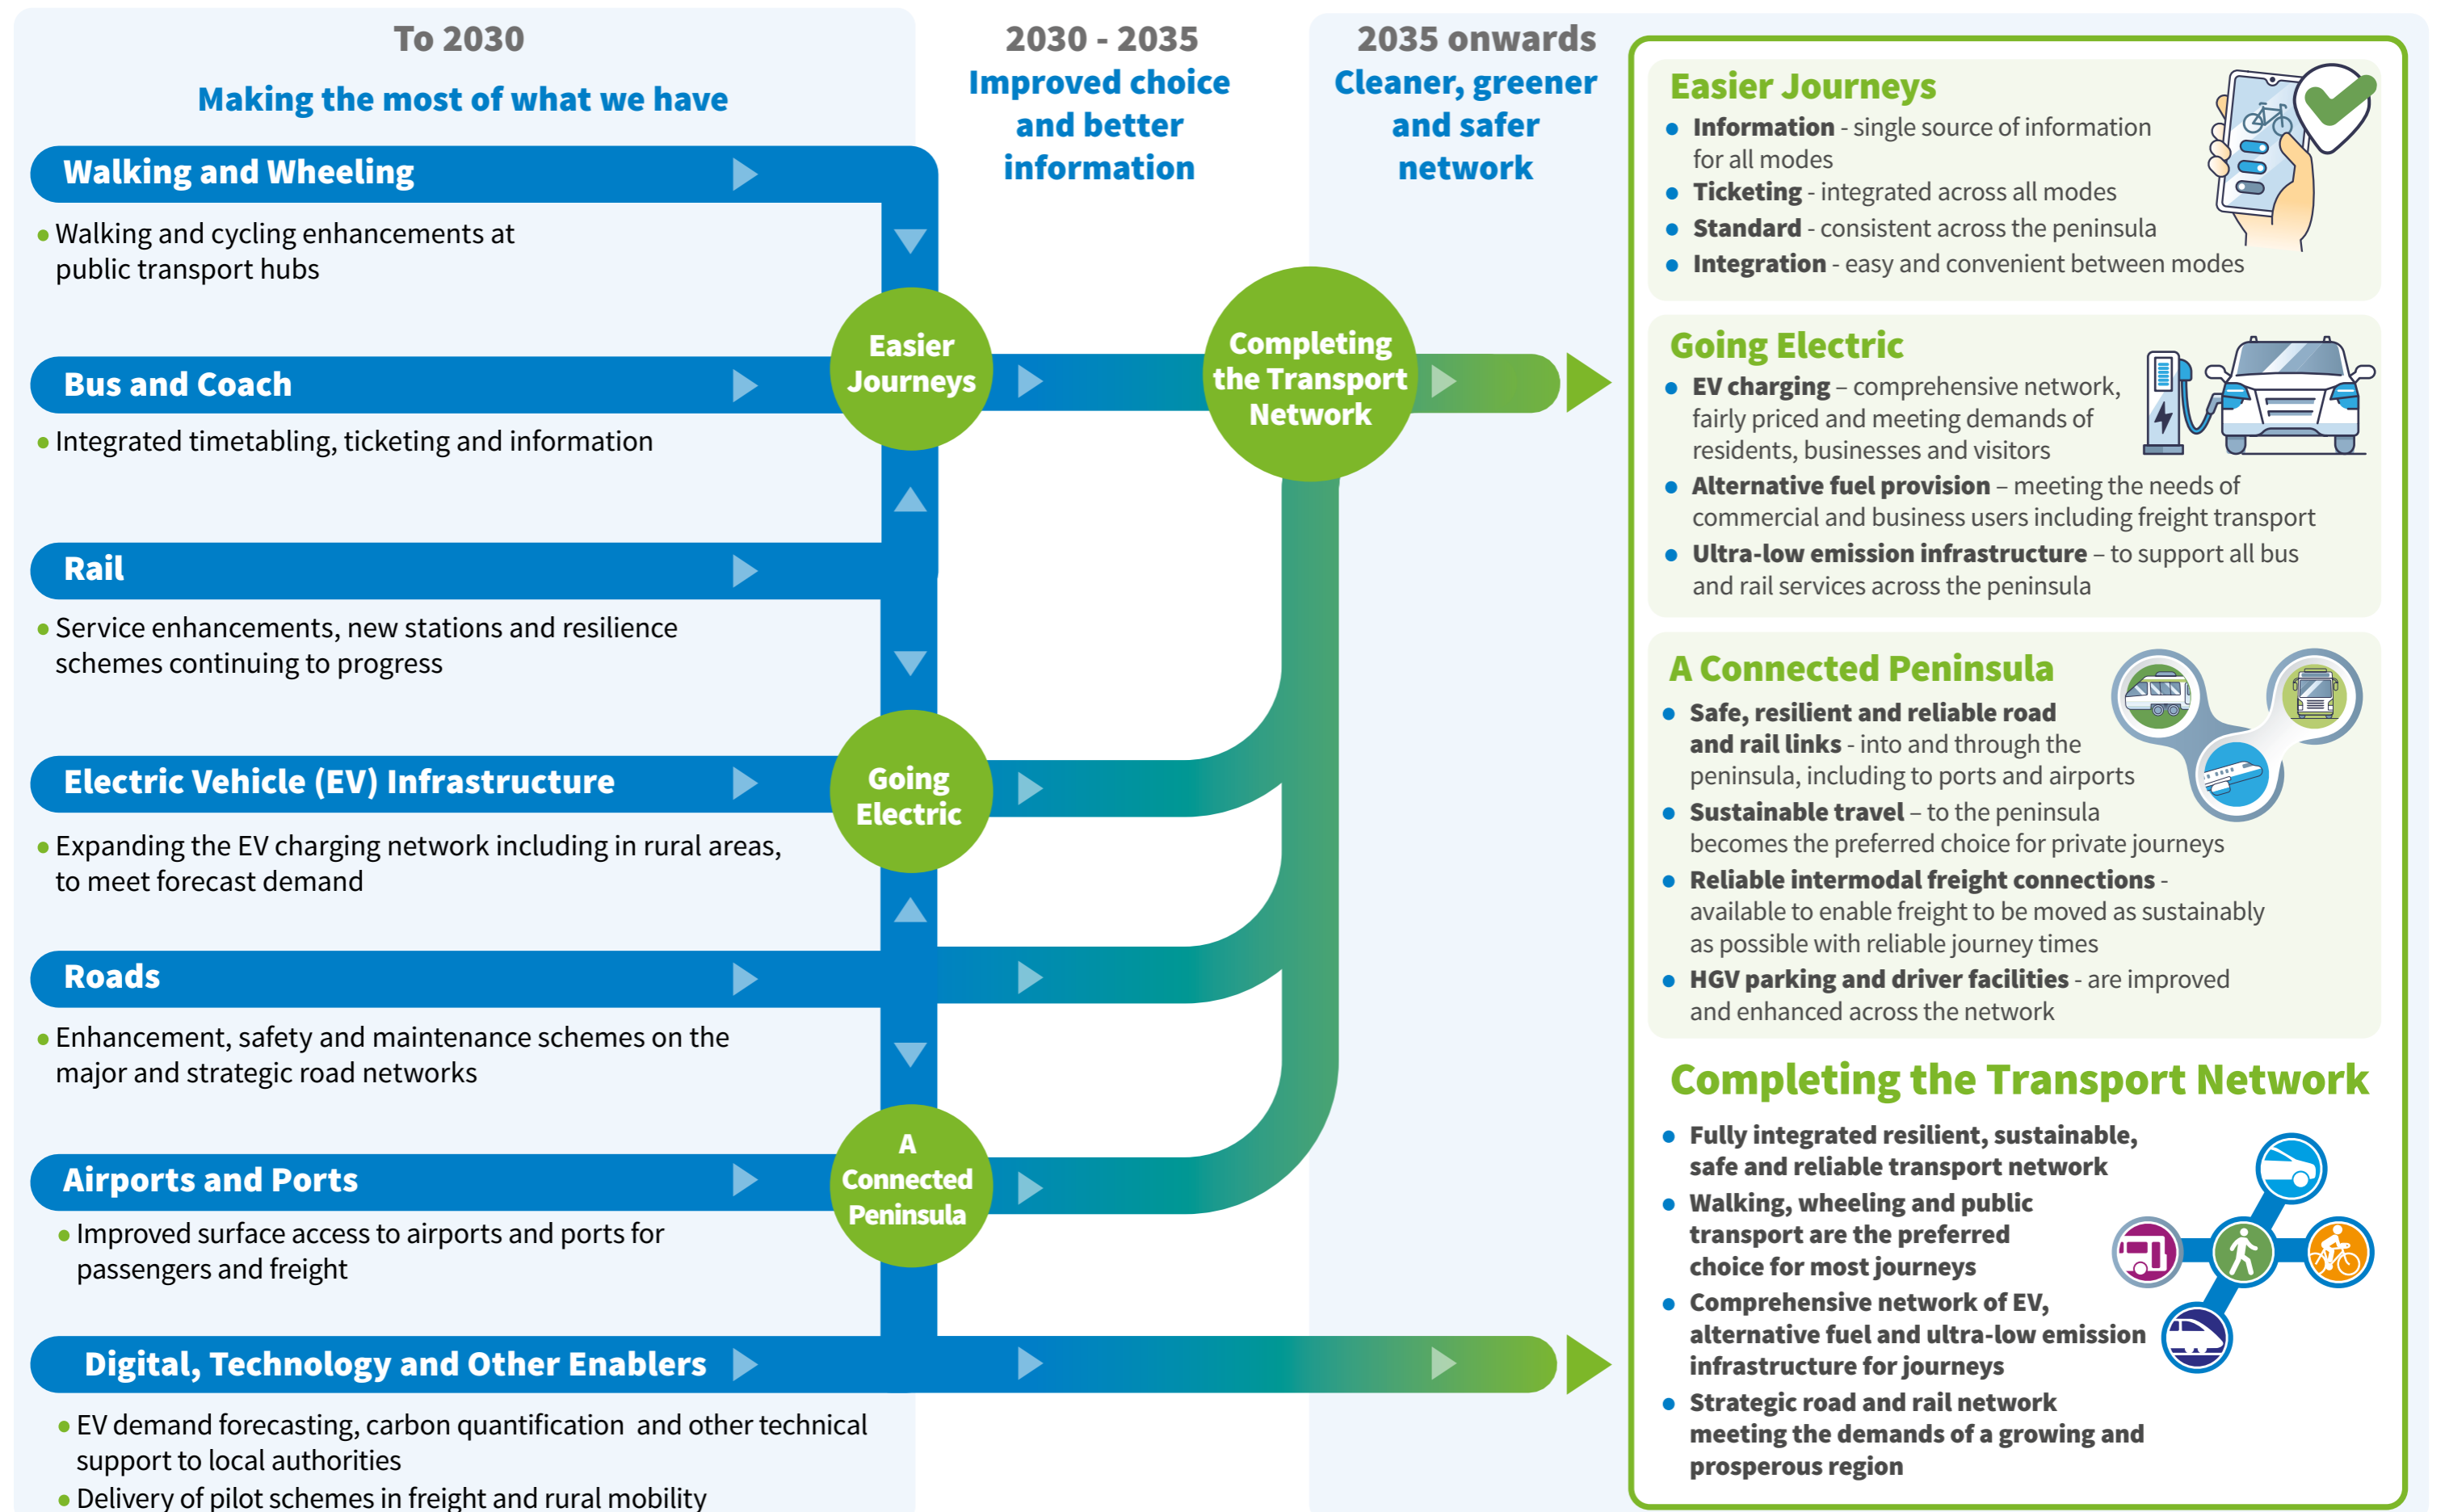 To 2030
Making the most of what we have
2030 - 2035
Improved choice
and better
information
2035 onwards
Cleaner, greener
and safer
network
Walking and Wheeling
• Walking and cycling enhancements at
public transport hubs
Bus and Coach
• Integrated timetabling, ticketing and information
Rail
• Service enhancements, new stations and resilience
schemes continuing to progress
Electric Vehicle (EV) Infrastructure
• Expanding the EV charging network including in rural areas,
to meet forecast demand
Roads
• Enhancement, safety and maintenance schemes on the
major and strategic road networks
Airports and Ports
• Improved surface access to airports and ports for
passengers and freight
Digital, Technology and Other Enablers
• EV demand forecasting, carbon quantification and other technical
support to local authorities
• Delivery of pilot schemes in freight and rural mobility
Easier
Journeys
Going
Electric
A
Connected
Peninsula
Completing
the Transport
Network
Easier Journeys
• Information - single source of information
for all modes
• Ticketing - integrated across all modes
• Standard - consistent across the peninsula
• Integration - easy and convenient between modes
Going Electric
• EV charging – comprehensive network,
fairly priced and meeting demands of
residents, businesses and visitors
• Alternative fuel provision – meeting the needs of
commercial and business users including freight transport
• Ultra-low emission infrastructure – to support all bus
and rail services across the peninsula
A Connected Peninsula
• Safe, resilient and reliable road
and rail links - into and through the
peninsula, including to ports and airports
• Sustainable travel – to the peninsula
becomes the preferred choice for private journeys
• Reliable intermodal freight connections -
available to enable freight to be moved as sustainably
as possible with reliable journey times
• HGV parking and driver facilities - are improved
and enhanced across the network
Completing the Transport Network
• Fully integrated resilient, sustainable,
safe and reliable transport network
• Walking, wheeling and public
transport are the preferred
choice for most journeys
• Comprehensive network of EV,
alternative fuel and ultra-low emission
infrastructure for journeys
• Strategic road and rail network
meeting the demands of a growing and
prosperous region